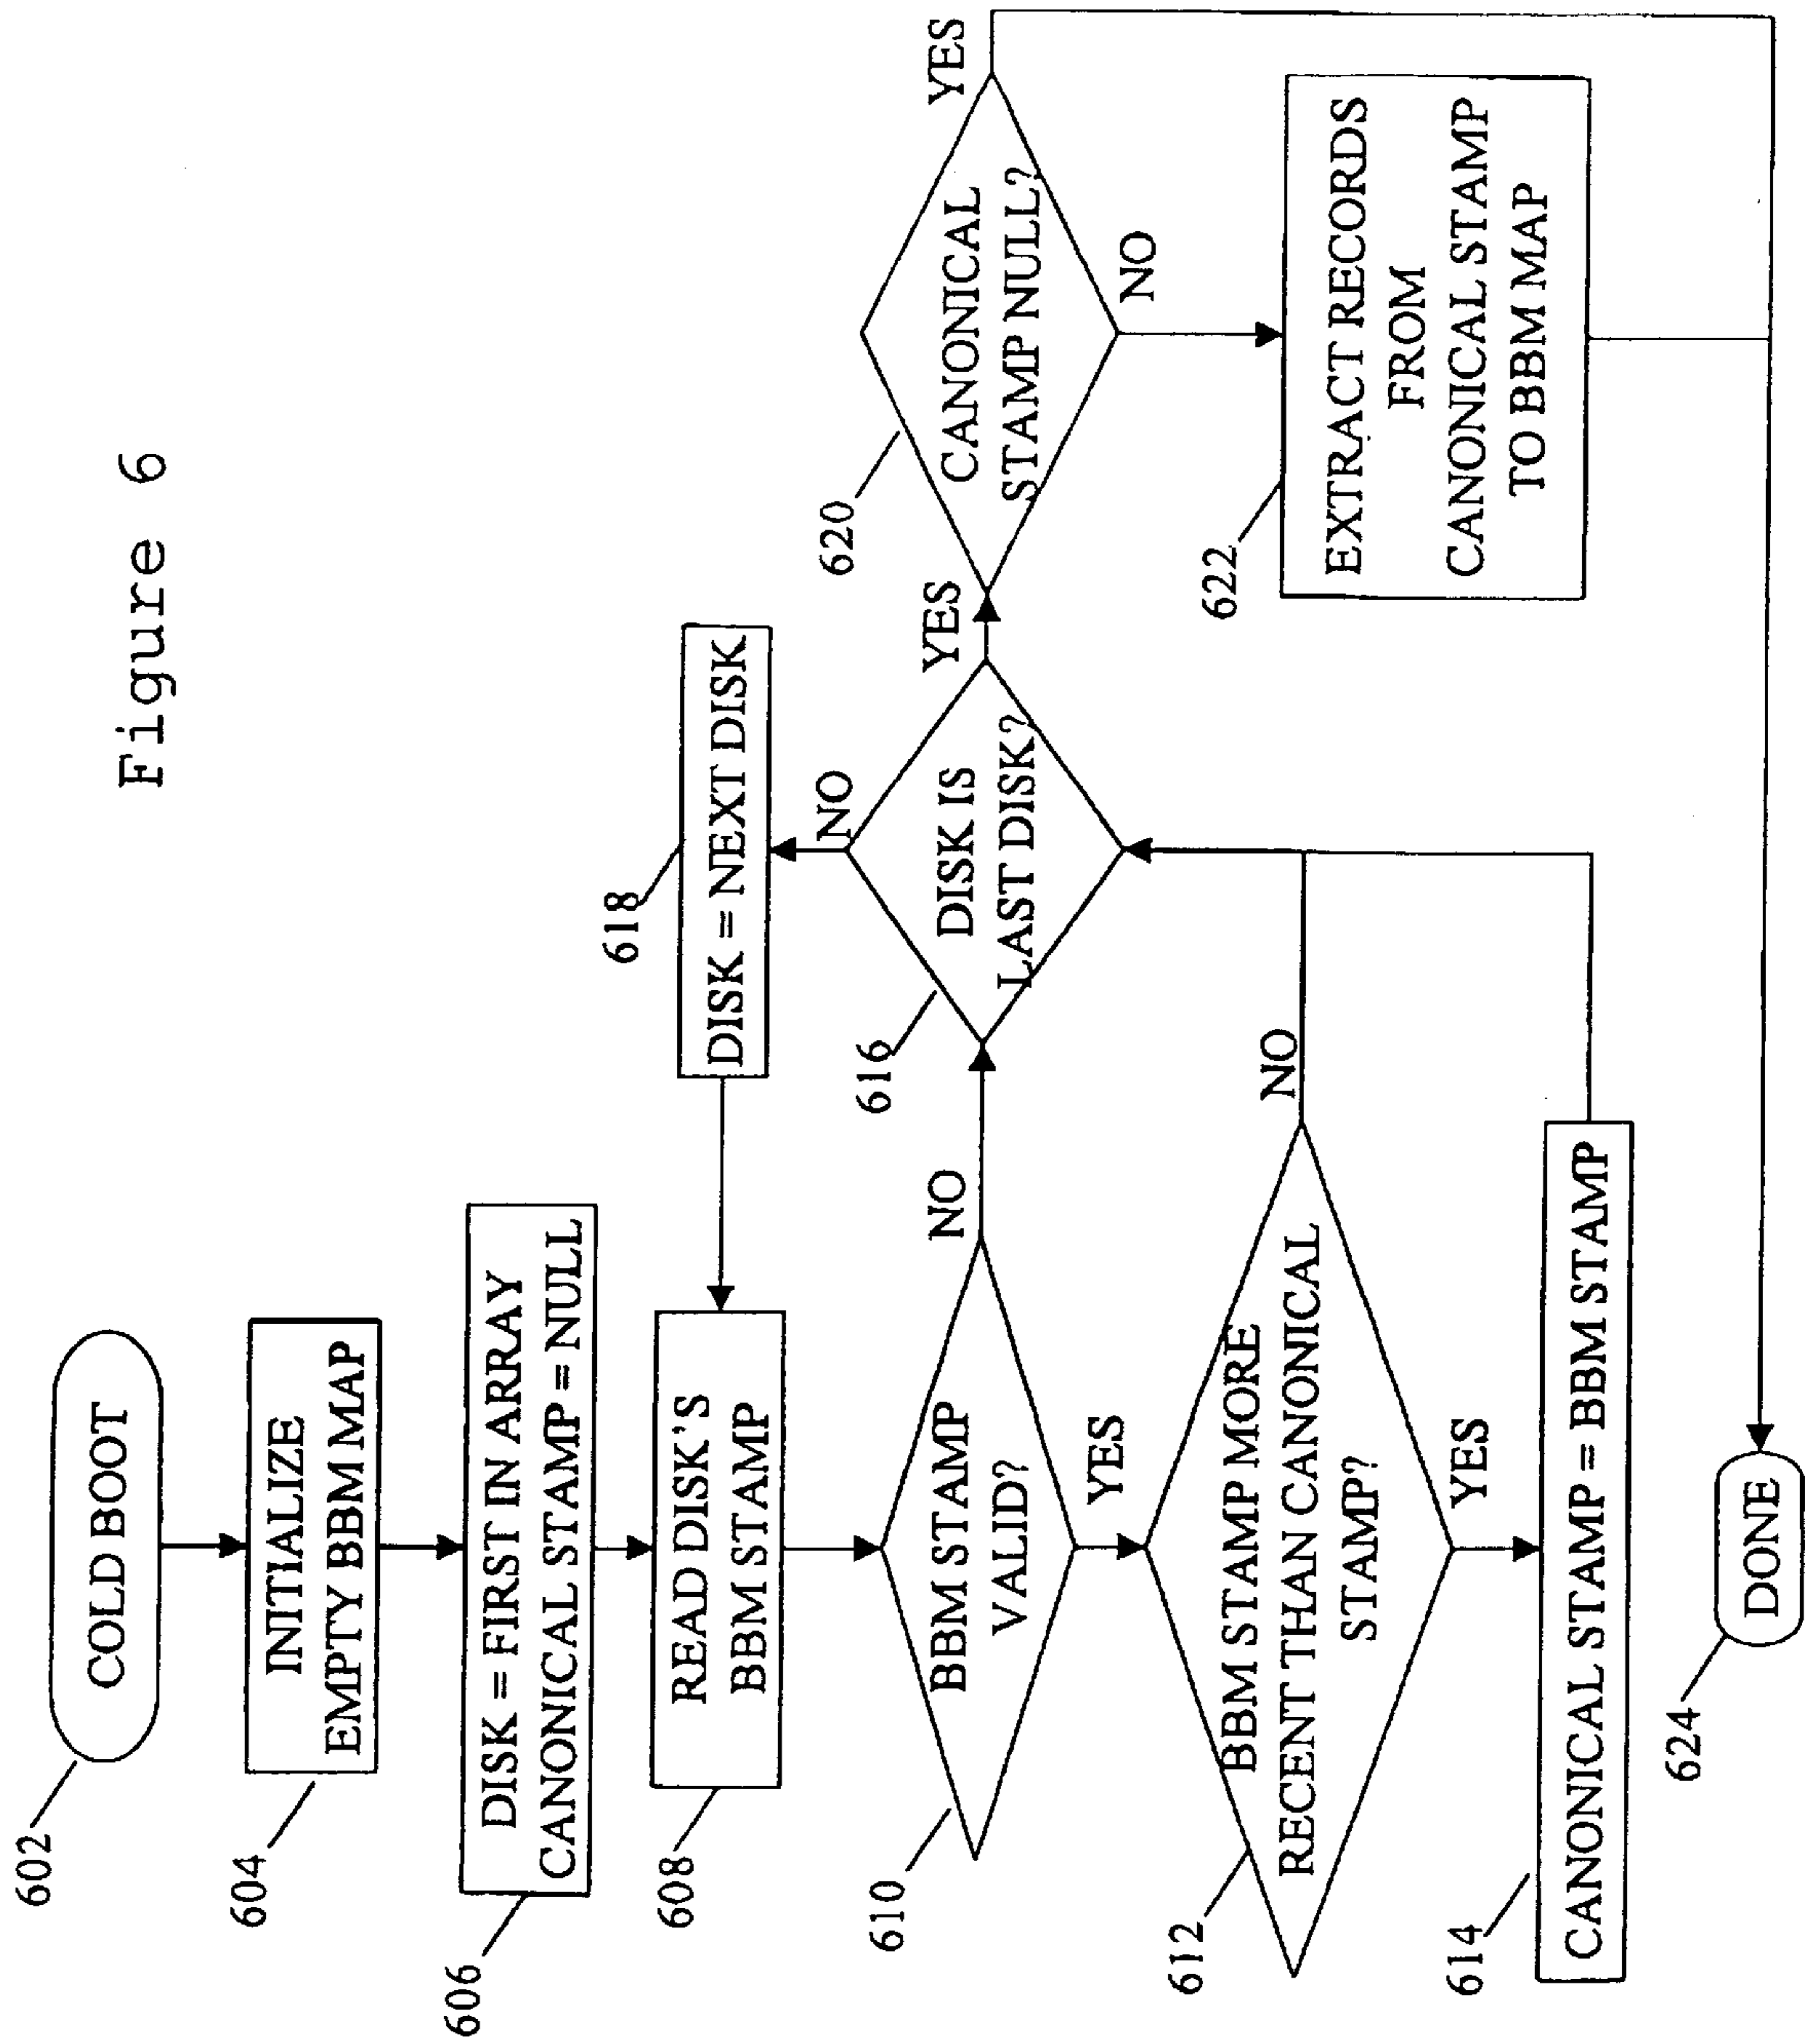 Figure 6
602
COLD BOOT
604
INITIALIZE
EMPTY BBM MAP
606
DISK = FIRST IN ARRAY
CANONICAL STAMP = NULL
608
READ DISK'S
BBM STAMP
610
BBM STAMP
VALID?
NO
YES
612
BBM STAMP MORE
RECENT THAN CANONICAL
STAMP?
NO
YES
614
CANONICAL STAMP = BBM STAMP
616
DISK IS
LAST DISK?
NO
YES
618
DISK = NEXT DISK
620
CANONICAL
STAMP NULL?
YES
NO
622
EXTRACT RECORDS
FROM
CANONICAL STAMP
TO BBM MAP
624
DONE